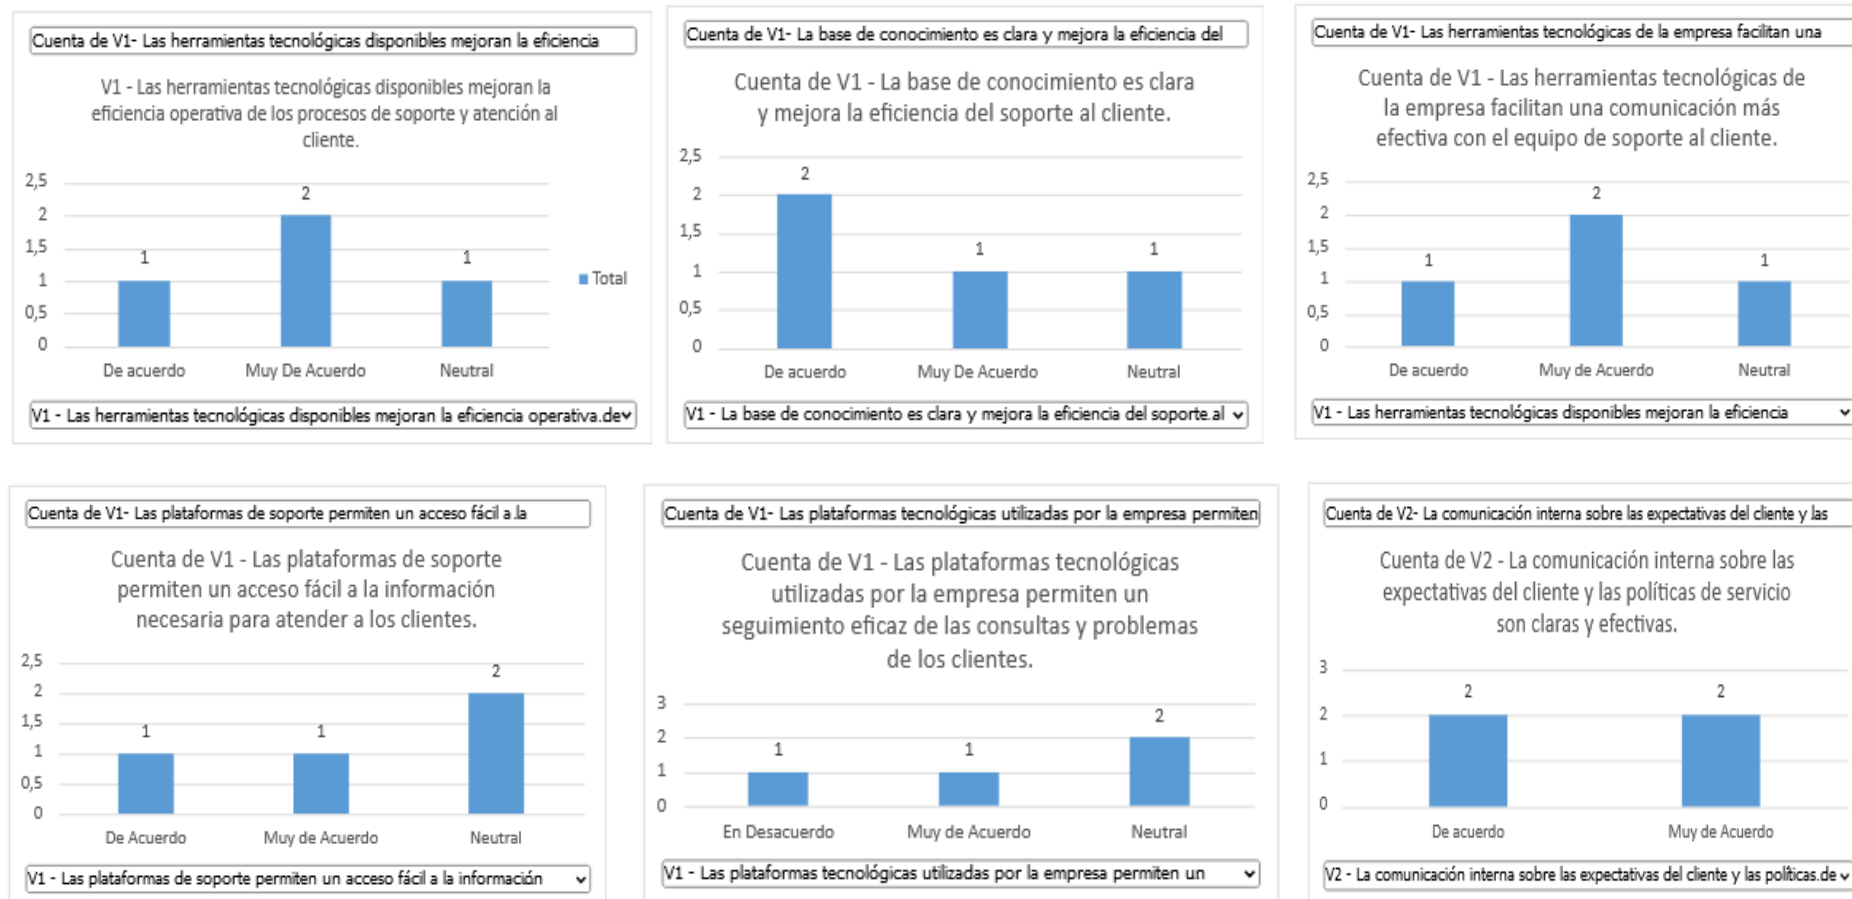 Cuenta de V1- Las herramientas tecnológicas disponibles mejoran la eficiencia
V1 - Las herramientas tecnológicas disponibles mejoran la
eficiencia operativa de los procesos de soporte y atención al
cliente.
2,5
2
1,5
1
0,5
0
1
2
1
Total
De acuerdo
Muy De Acuerdo
Neutral
V1 - Las herramientas tecnológicas disponibles mejoran la eficiencia operativa.de
Cuenta de V1- La base de conocimiento es clara y mejora la eficiencia del
Cuenta de V1 - La base de conocimiento es clara
y mejora la eficiencia del soporte al cliente.
2,5
2
1,5
1
0,5
0
2
1
1
De acuerdo
Muy De Acuerdo
Neutral
V1 - La base de conocimiento es clara y mejora la eficiencia del soporte.al
Cuenta de V1- Las herramientas tecnológicas de la empresa facilitan una
Cuenta de V1 - Las herramientas tecnológicas de
la empresa facilitan una comunicación más
efectiva con el equipo de soporte al cliente.
2,5
2
1,5
1
0,5
0
1
2
1
De acuerdo
Muy de Acuerdo
Neutral
V1 - Las herramientas tecnológicas disponibles mejoran la eficiencia
Cuenta de V1- Las plataformas de soporte permiten un acceso fácil a.la
Cuenta de V1 - Las plataformas de soporte
permiten un acceso fácil a la información
necesaria para atender a los clientes.
2,5
2
1,5
1
0,5
0
1
1
2
De Acuerdo
Muy de Acuerdo
Neutral
V1 - Las plataformas de soporte permiten un acceso fácil a la información
Cuenta de V1- Las plataformas tecnológicas utilizadas por la empresa permiten
Cuenta de V1 - Las plataformas tecnológicas
utilizadas por la empresa permiten un
seguimiento eficaz de las consultas y problemas
de los clientes.
3
2
1
0
1
1
2
En Desacuerdo
Muy de Acuerdo
Neutral
V1 - Las plataformas tecnológicas utilizadas por la empresa permiten un
Cuenta de V2- La comunicación interna sobre las expectativas del cliente y las
Cuenta de V2 - La comunicación interna sobre las
expectativas del cliente y las políticas de servicio
son claras y efectivas.
3
2
1
0
2
2
De acuerdo
Muy de Acuerdo
V2 - La comunicación interna sobre las expectativas del cliente y las políticas.de